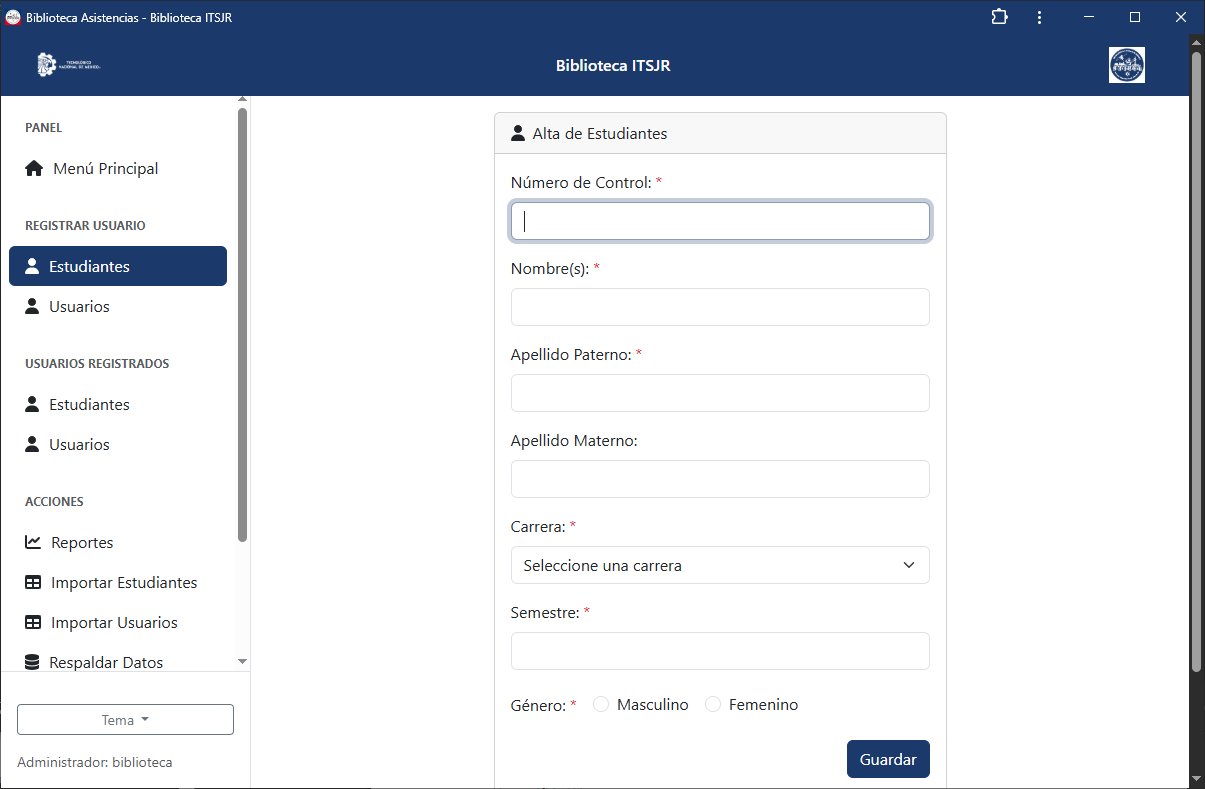 Biblioteca Asistencias - Biblioteca ITSJR
TECNOLÓGICO
NACIONAL DE MÉXICO
Biblioteca ITSJR
PANEL
Menú Principal
REGISTRAR USUARIO
Estudiantes
Usuarios
USUARIOS REGISTRADOS
Estudiantes
Usuarios
ACCIONES
Reportes
Importar Estudiantes
Importar Usuarios
Respaldar Datos
Tema
Administrador: biblioteca
Alta de Estudiantes
Número de Control: *
Nombre(s): *
Apellido Paterno: *
Apellido Materno:
Carrera: *
Seleccione una carrera
Semestre: *
Género: * Masculino Femenino
Guardar